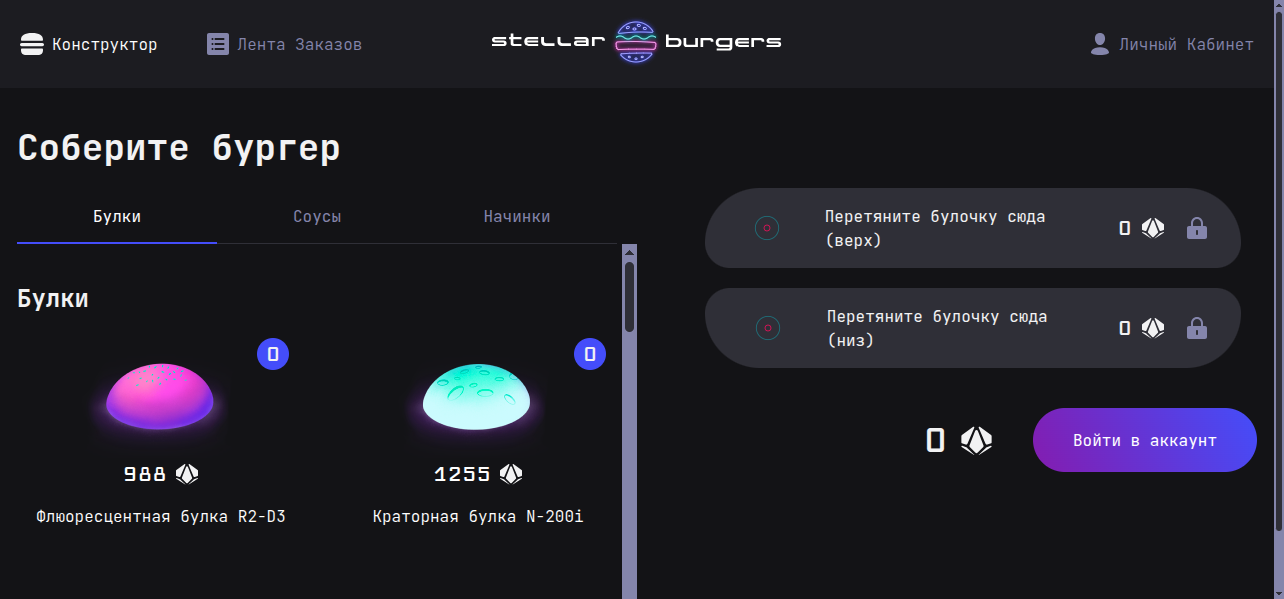 Конструктор
Лента Заказов
stellar burgers
Личный Кабинет
Соберите бургер
Булки
Соусы
Начинки
Булки
0
0
988
1255
Флюоресцентная булка R2-D3
Краторная булка N-200i
Перетяните булочку сюда
(верх)
0
Перетяните булочку сюда
(низ)
0
0
Войти в аккаунт